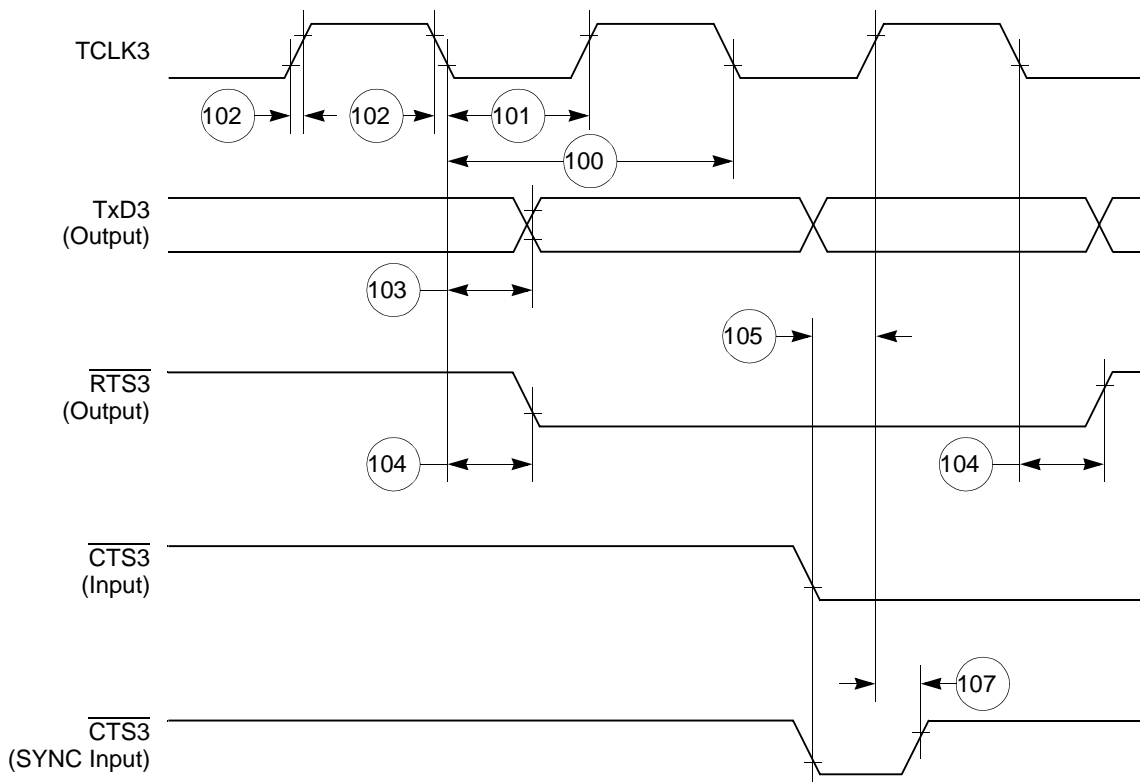 TCLK3
102
102
101
100
TxD3
(Output)
103
105
RTS3
(Output)
104
104
CTS3
(Input)
107
CTS3
(SYNC Input)